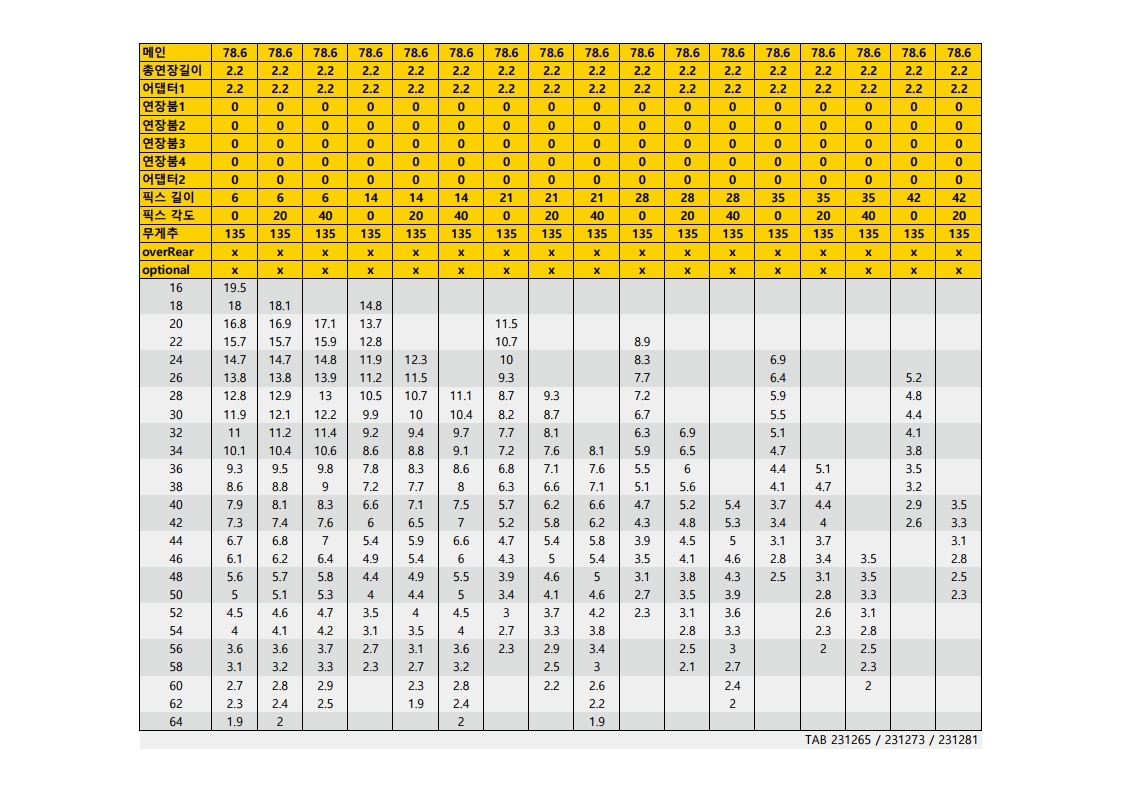 메인 78.6 78.6 78.6 78.6 78.6 78.6 78.6 78.6 78.6 78.6 78.6 78.6 78.6 78.6 78.6 78.6 78.6
총연장길이 2.2 2.2 2.2 2.2 2.2 2.2 2.2 2.2 2.2 2.2 2.2 2.2 2.2 2.2 2.2 2.2 2.2
어댑터1 2.2 2.2 2.2 2.2 2.2 2.2 2.2 2.2 2.2 2.2 2.2 2.2 2.2 2.2 2.2 2.2 2.2
연장붐1 0 0 0 0 0 0 0 0 0 0 0 0 0 0 0 0 0
연장붐2 0 0 0 0 0 0 0 0 0 0 0 0 0 0 0 0 0
연장붐3 0 0 0 0 0 0 0 0 0 0 0 0 0 0 0 0 0
연장붐4 0 0 0 0 0 0 0 0 0 0 0 0 0 0 0 0 0
어댑터2 0 0 0 0 0 0 0 0 0 0 0 0 0 0 0 0 0
픽스 길이 6 6 6 14 14 14 21 21 21 28 28 28 35 35 35 42 42
픽스 각도 0 20 40 0 20 40 0 20 40 0 20 40 0 20 40 0 20
무게추 135 135 135 135 135 135 135 135 135 135 135 135 135 135 135 135 135
overRear x x x x x x x x x x x x x x x x x
optional x x x x x x x x x x x x x x x x x
16 19.5
18 18 18.1 14.8
20 16.8 16.9 17.1 13.7 11.5
22 15.7 15.7 15.9 12.8 10.7 8.9
24 14.7 14.7 14.8 11.9 12.3 10 8.3 6.9
26 13.8 13.8 13.9 11.2 11.5 9.3 7.7 6.4 5.2
28 12.8 12.9 13 10.5 10.7 11.1 8.7 9.3 7.2 5.9 4.8
30 11.9 12.1 12.2 9.9 10 10.4 8.2 8.7 6.7 5.5 4.4
32 11 11.2 11.4 9.2 9.4 9.7 7.7 8.1 6.3 6.9 5.1 4.1
34 10.1 10.4 10.6 8.6 8.8 9.1 7.2 7.6 8.1 5.9 6.5 4.7 3.8
36 9.3 9.5 9.8 7.8 8.3 8.6 6.8 7.1 7.6 5.5 6 4.4 5.1 3.5
38 8.6 8.8 9 7.2 7.7 8 6.3 6.6 7.1 5.1 5.6 4.1 4.7 3.2
40 7.9 8.1 8.3 6.6 7.1 7.5 5.7 6.2 6.6 4.7 5.2 5.4 3.7 4.4 2.9 3.5
42 7.3 7.4 7.6 6 6.5 7 5.2 5.8 6.2 4.3 4.8 5.3 3.4 4 2.6 3.3
44 6.7 6.8 7 5.4 5.9 6.6 4.7 5.4 5.8 3.9 4.5 5 3.1 3.7 3.1
46 6.1 6.2 6.4 4.9 5.4 6 4.3 5 5.4 3.5 4.1 4.6 2.8 3.4 3.5 2.8
48 5.6 5.7 5.8 4.4 4.9 5.5 3.9 4.6 5 3.1 3.8 4.3 2.5 3.1 3.5 2.5
50 5 5.1 5.3 4 4.4 5 3.4 4.1 4.6 2.7 3.5 3.9 2.8 3.3 2.3
52 4.5 4.6 4.7 3.5 4 4.5 3 3.7 4.2 2.3 3.1 3.6 2.6 3.1
54 4 4.1 4.2 3.1 3.5 4 2.7 3.3 3.8 2.8 3.3 2.3 2.8
56 3.6 3.6 3.7 2.7 3.1 3.6 2.3 2.9 3.4 2.5 3 2 2.5
58 3.1 3.2 3.3 2.3 2.7 3.2 2.5 3 2.1 2.7 2.3
60 2.7 2.8 2.9 2.3 2.8 2.2 2.6 2.4 2
62 2.3 2.4 2.5 1.9 2.4 2.2 2
64 1.9 2 2 1.9
TAB 231265 / 231273 / 231281